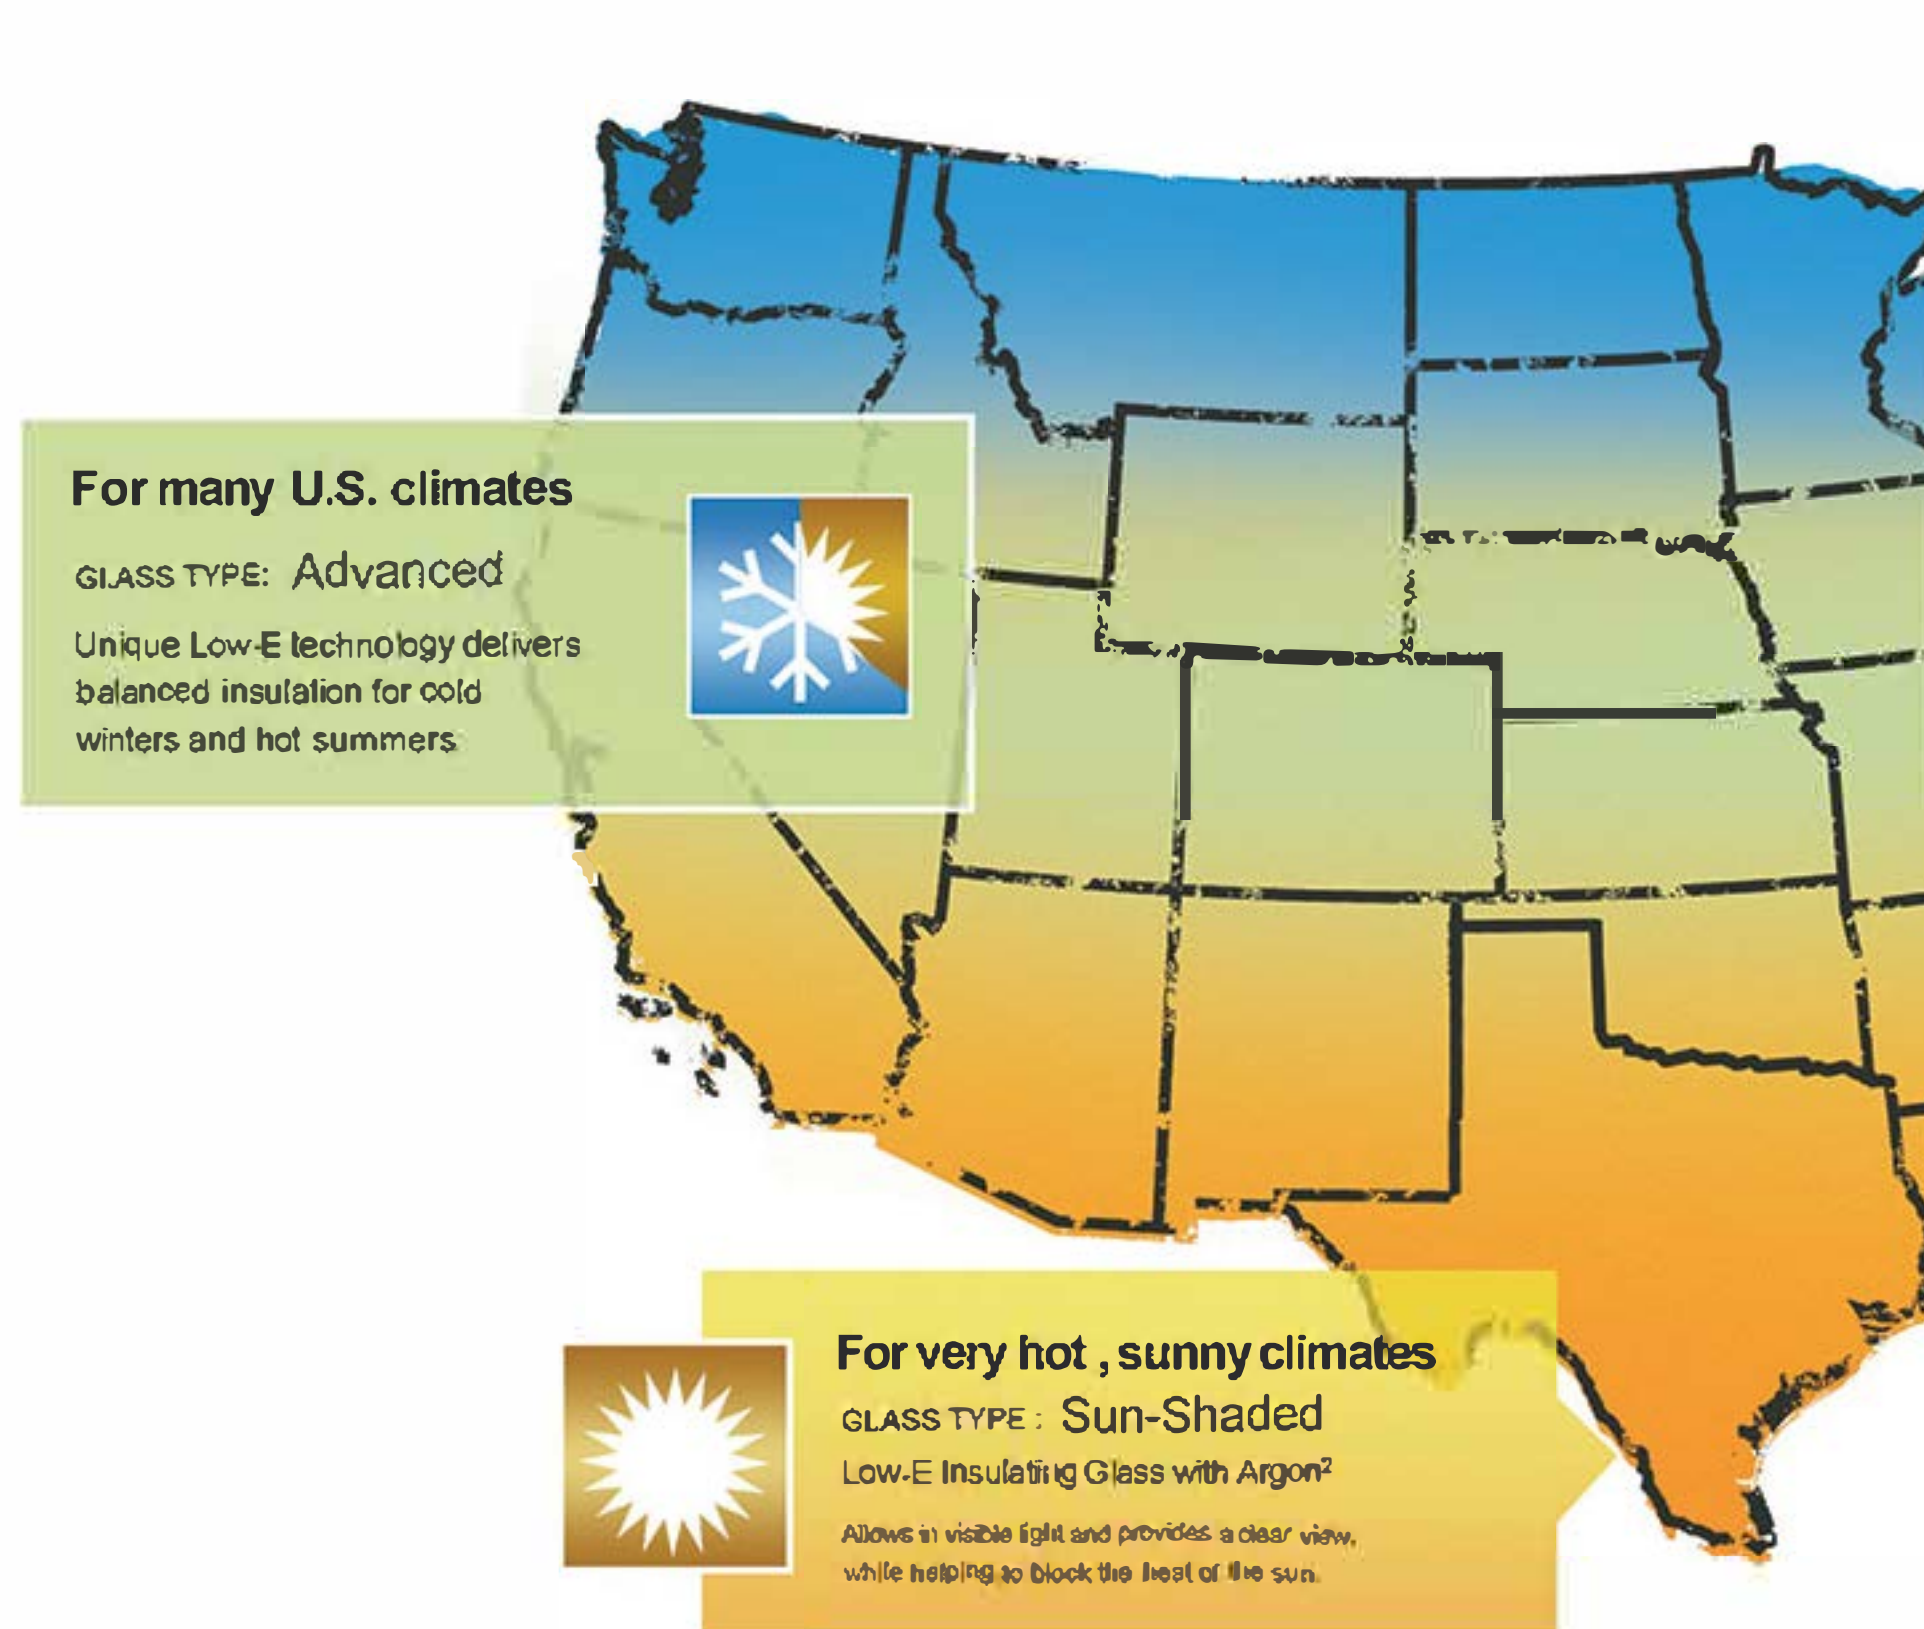 For many U.S. climates
GLASS TYPE: Advanced
Unique Low-E technology delivers
balanced insulation for cold
winters and hot summers
For very hot, sunny climates
GLASS TYPE: Sun-Shaded
Low-E Insulating Glass with Argon²
Allows in visible light and provides a clear view,
while helping to block the heat of the sun.